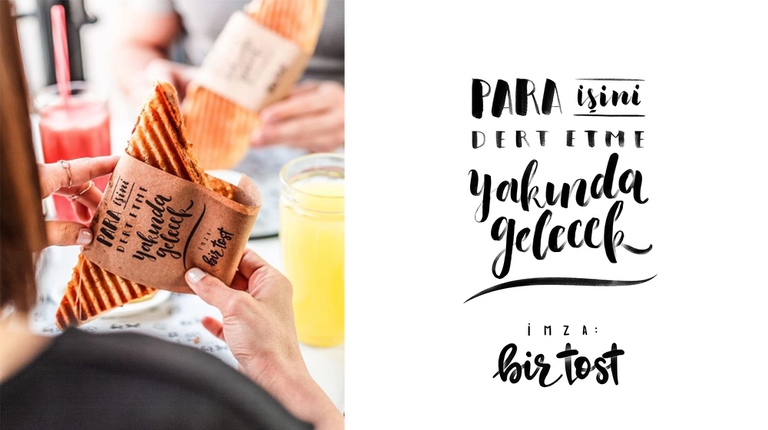 PARA işini
DERT ETME
yakında
gelecek
İMZA:
bir tost
PARA işini
DERT ETME
yakında
gelecek
İMZA:
bir tost